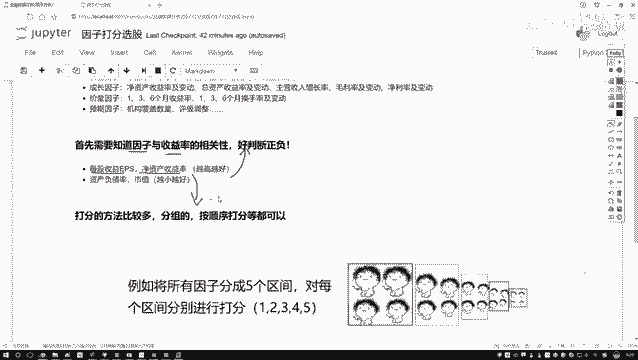 jupyter 因子打分选股 Last Checkpoint: 42 minutes ago (autosaved)
Logout
File Edit View Insert Cell Kernel Widgets Help
Trusted Python
Markdown
成长因子：净资产收益率及变动、总资产收益率及变动、主营收入增长率、毛利率及变动、净利率及变动
价量因子：1、3、6个月收益率、1、3、6个月换手率及变动
预期因子：机构覆盖数量、评级调整……
首先需要知道因子与收益率的相关性，好判断正负！
每股收益EPS，净资产收益率（越高越好）
资产负债率，市值（越小越好）
打分的方法比较多，分组的，按顺序打分等都可以
例如将所有因子分成5个区间，对每
个区间分别进行打分（1,2,3,4,5）